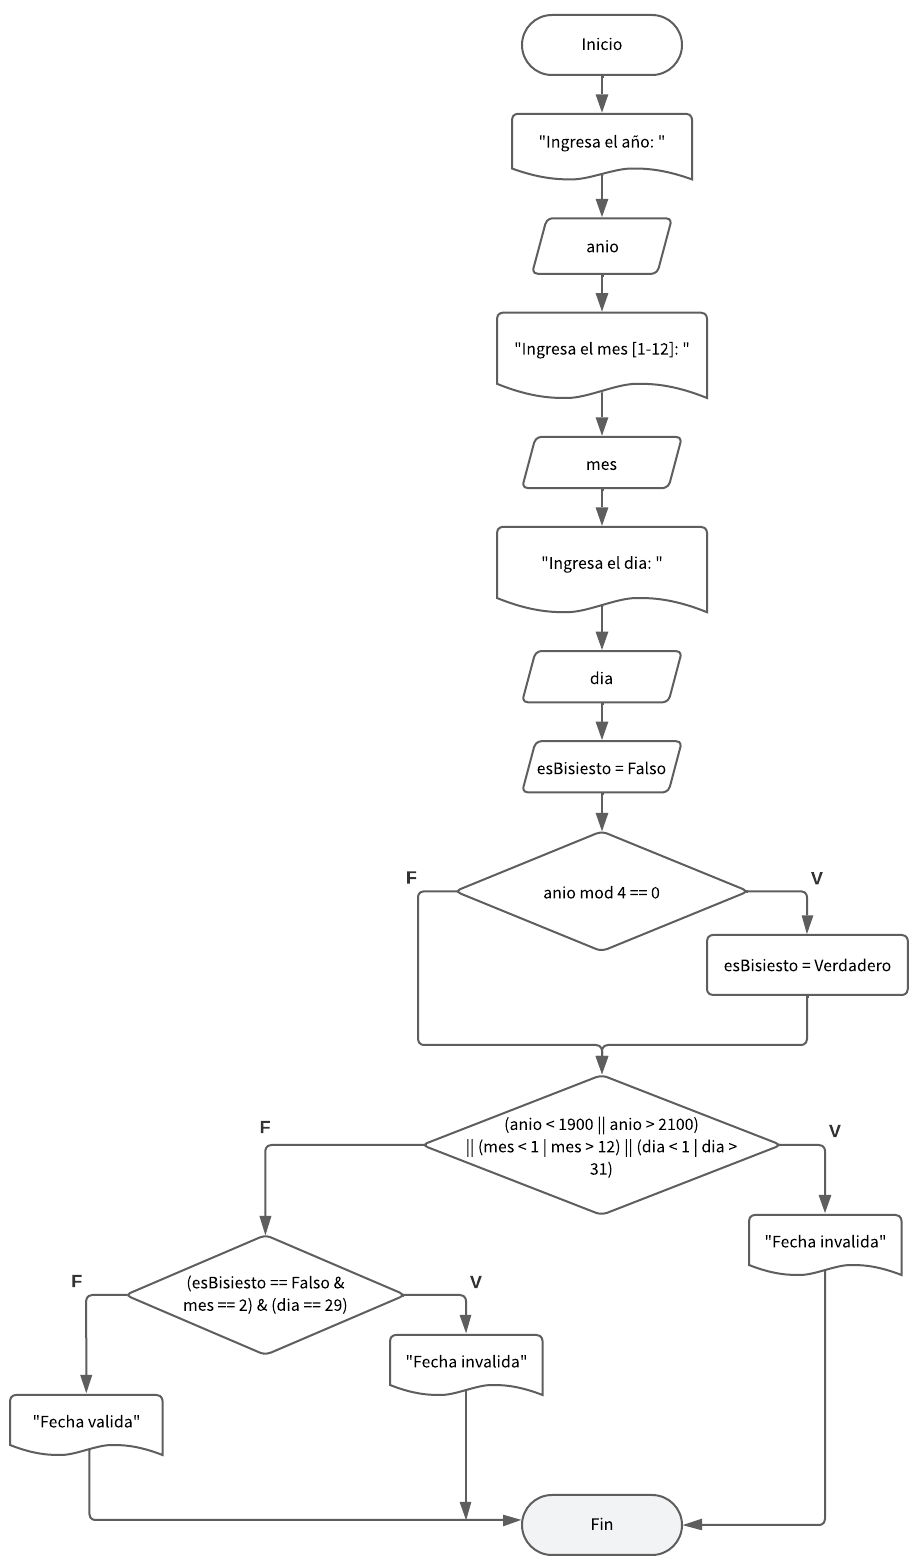 Inicio
"Ingresa el año: "
anio
"Ingresa el mes [1-12]: "
mes
"Ingresa el dia: "
dia
esBisiesto = Falso
F
V
anio mod 4 == 0
esBisiesto = Verdadero
F
V
(anio < 1900 || anio > 2100)
|| (mes < 1 | mes > 12) || (dia < 1 | dia >
31)
"Fecha invalida"
F
V
(esBisiesto == Falso &
mes == 2) & (dia == 29)
"Fecha invalida"
"Fecha valida"
Fin